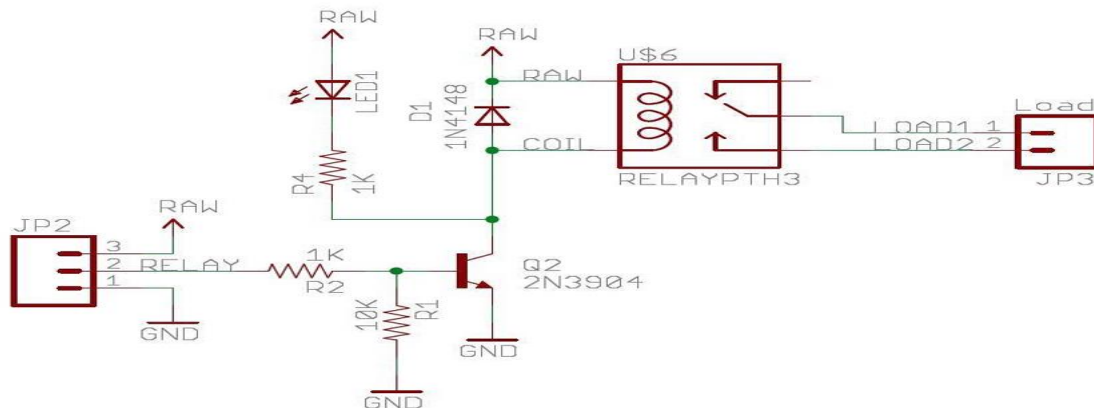 RAW
RAW
U$6
RAW
LED1
D1
1N4148
Load
LOAD1 1
LOAD2 2
COIL
R4
1K
RELAYPTH3
JP3
RAW
JP2
3
2 RELAY
1
1K
R2
Q2
2N3904
10K
R1
GND
GND
GND